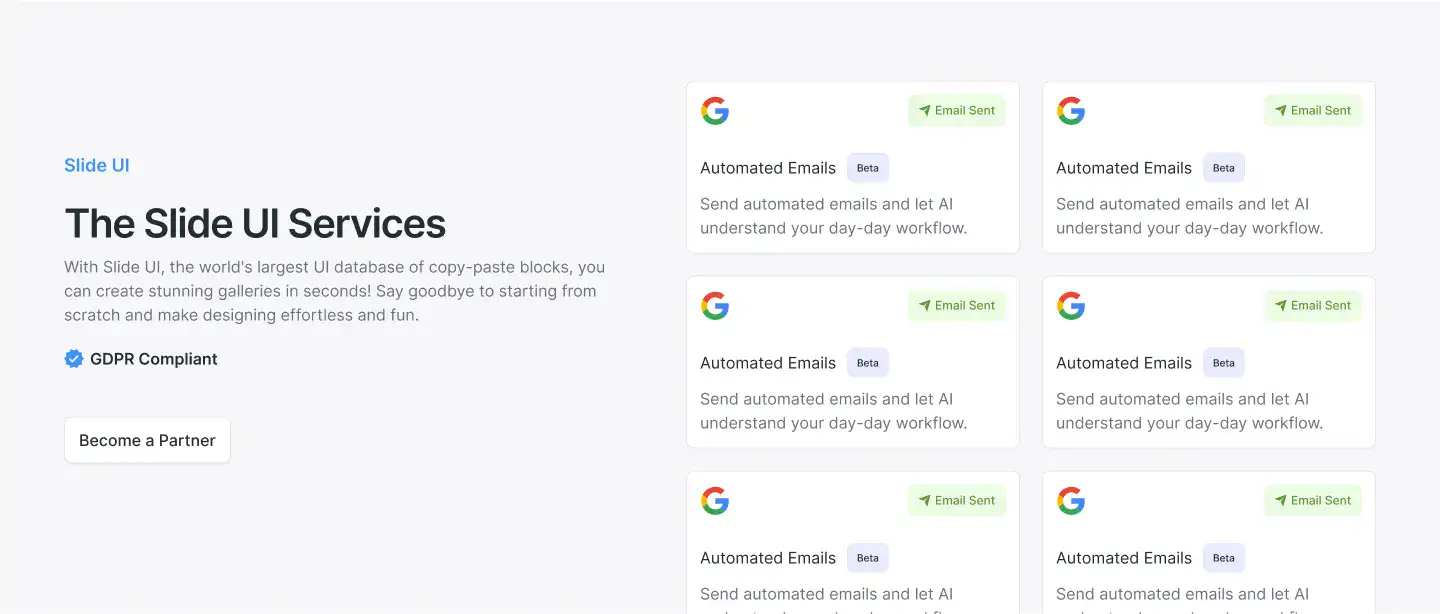 Slide UI
The Slide UI Services
With Slide UI, the world's largest UI database of copy-paste blocks, you
can create stunning galleries in seconds! Say goodbye to starting from
scratch and make designing effortless and fun.
GDPR Compliant
Become a Partner
Email Sent
Automated Emails Beta
Send automated emails and let AI
understand your day-day workflow.
Email Sent
Automated Emails Beta
Send automated emails and let AI
understand your day-day workflow.
Email Sent
Automated Emails Beta
Send automated emails and let AI
understand your day-day workflow.
Email Sent
Automated Emails Beta
Send automated emails and let AI
understand your day-day workflow.
Email Sent
Automated Emails Beta
Send automated emails and let AI
Email Sent
Automated Emails Beta
Send automated emails and let AI